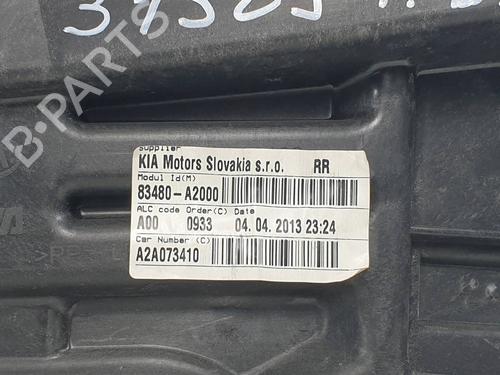 B-PARTS
supplier
KIA Motors Slovakia s.r.o. RR
Modul Id(M)
83480-A2000
ALC code Order(C) Date
A00 0933 04. 04. 2013 23:24
Car Number (C)
A2A073410